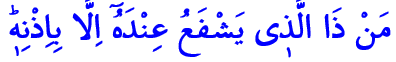 مَنْ ذَا الَّذٖى يَشْفَعُ عِنْدَهُٓ اِلَّا بِاِذْنِهٖؕ